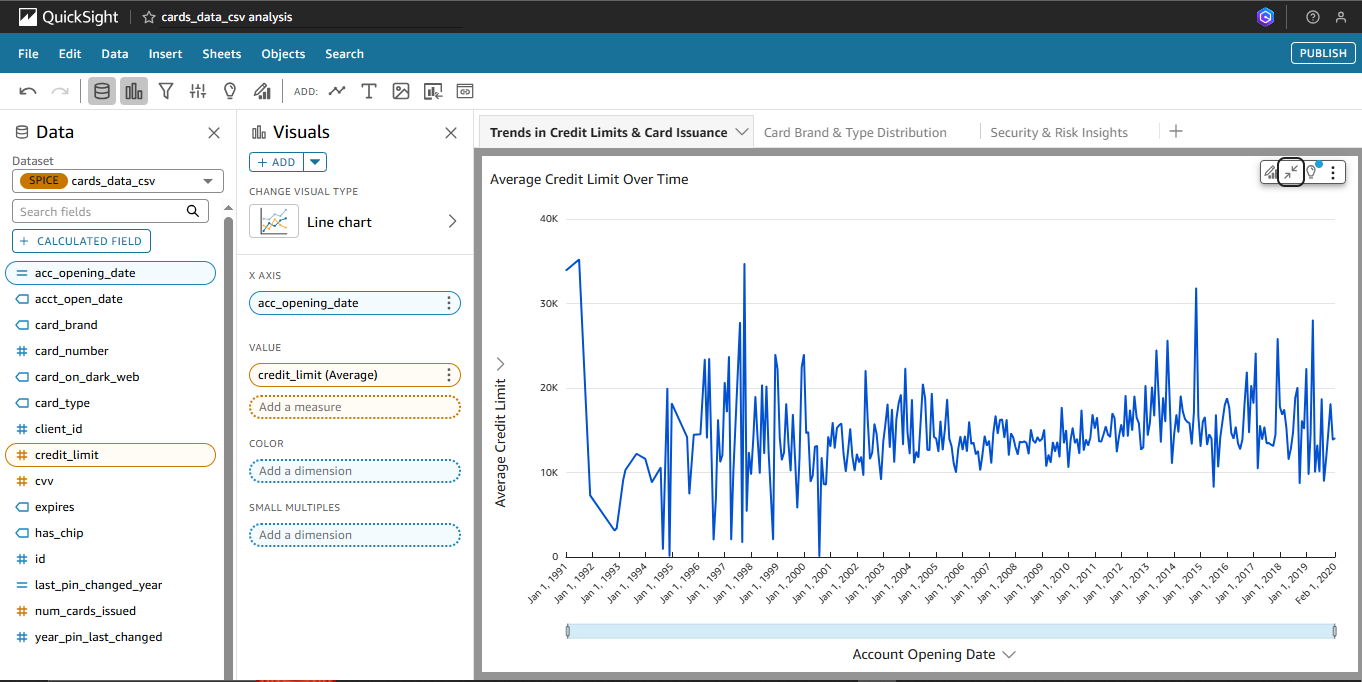 QuickSight
cards_data_csv analysis
File Edit Data Insert Sheets Objects Search
PUBLISH
ADD:
Data
Dataset
SPICE cards_data_csv
Search fields
+ CALCULATED FIELD
acc_opening_date
acct_open_date
card_brand
card_number
card_on_dark_web
card_type
client_id
credit_limit
cvv
expires
has_chip
id
last_pin_changed_year
num_cards_issued
year_pin_last_changed
Visuals
+ ADD
CHANGE VISUAL TYPE
Line chart
X AXIS
acc_opening_date
VALUE
credit_limit (Average)
Add a measure
COLOR
Add a dimension
SMALL MULTIPLES
Add a dimension
Trends in Credit Limits & Card Issuance
Card Brand & Type Distribution
Security & Risk Insights
Average Credit Limit Over Time
Average Credit Limit
40K
30K
20K
10K
0
Jan 1, 1991
Jan 1, 1992
Jan 1, 1993
Jan 1, 1994
Jan 1, 1995
Jan 1, 1996
Jan 1, 1997
Jan 1, 1998
Jan 1, 1999
Jan 1, 2000
Jan 1, 2001
Jan 1, 2002
Jan 1, 2003
Jan 1, 2004
Jan 1, 2005
Jan 1, 2006
Jan 1, 2007
Jan 1, 2008
Jan 1, 2009
Jan 1, 2010
Jan 1, 2011
Jan 1, 2012
Jan 1, 2013
Jan 1, 2014
Jan 1, 2015
Jan 1, 2016
Jan 1, 2017
Jan 1, 2018
Jan 1, 2019
Feb 1, 2020
Account Opening Date